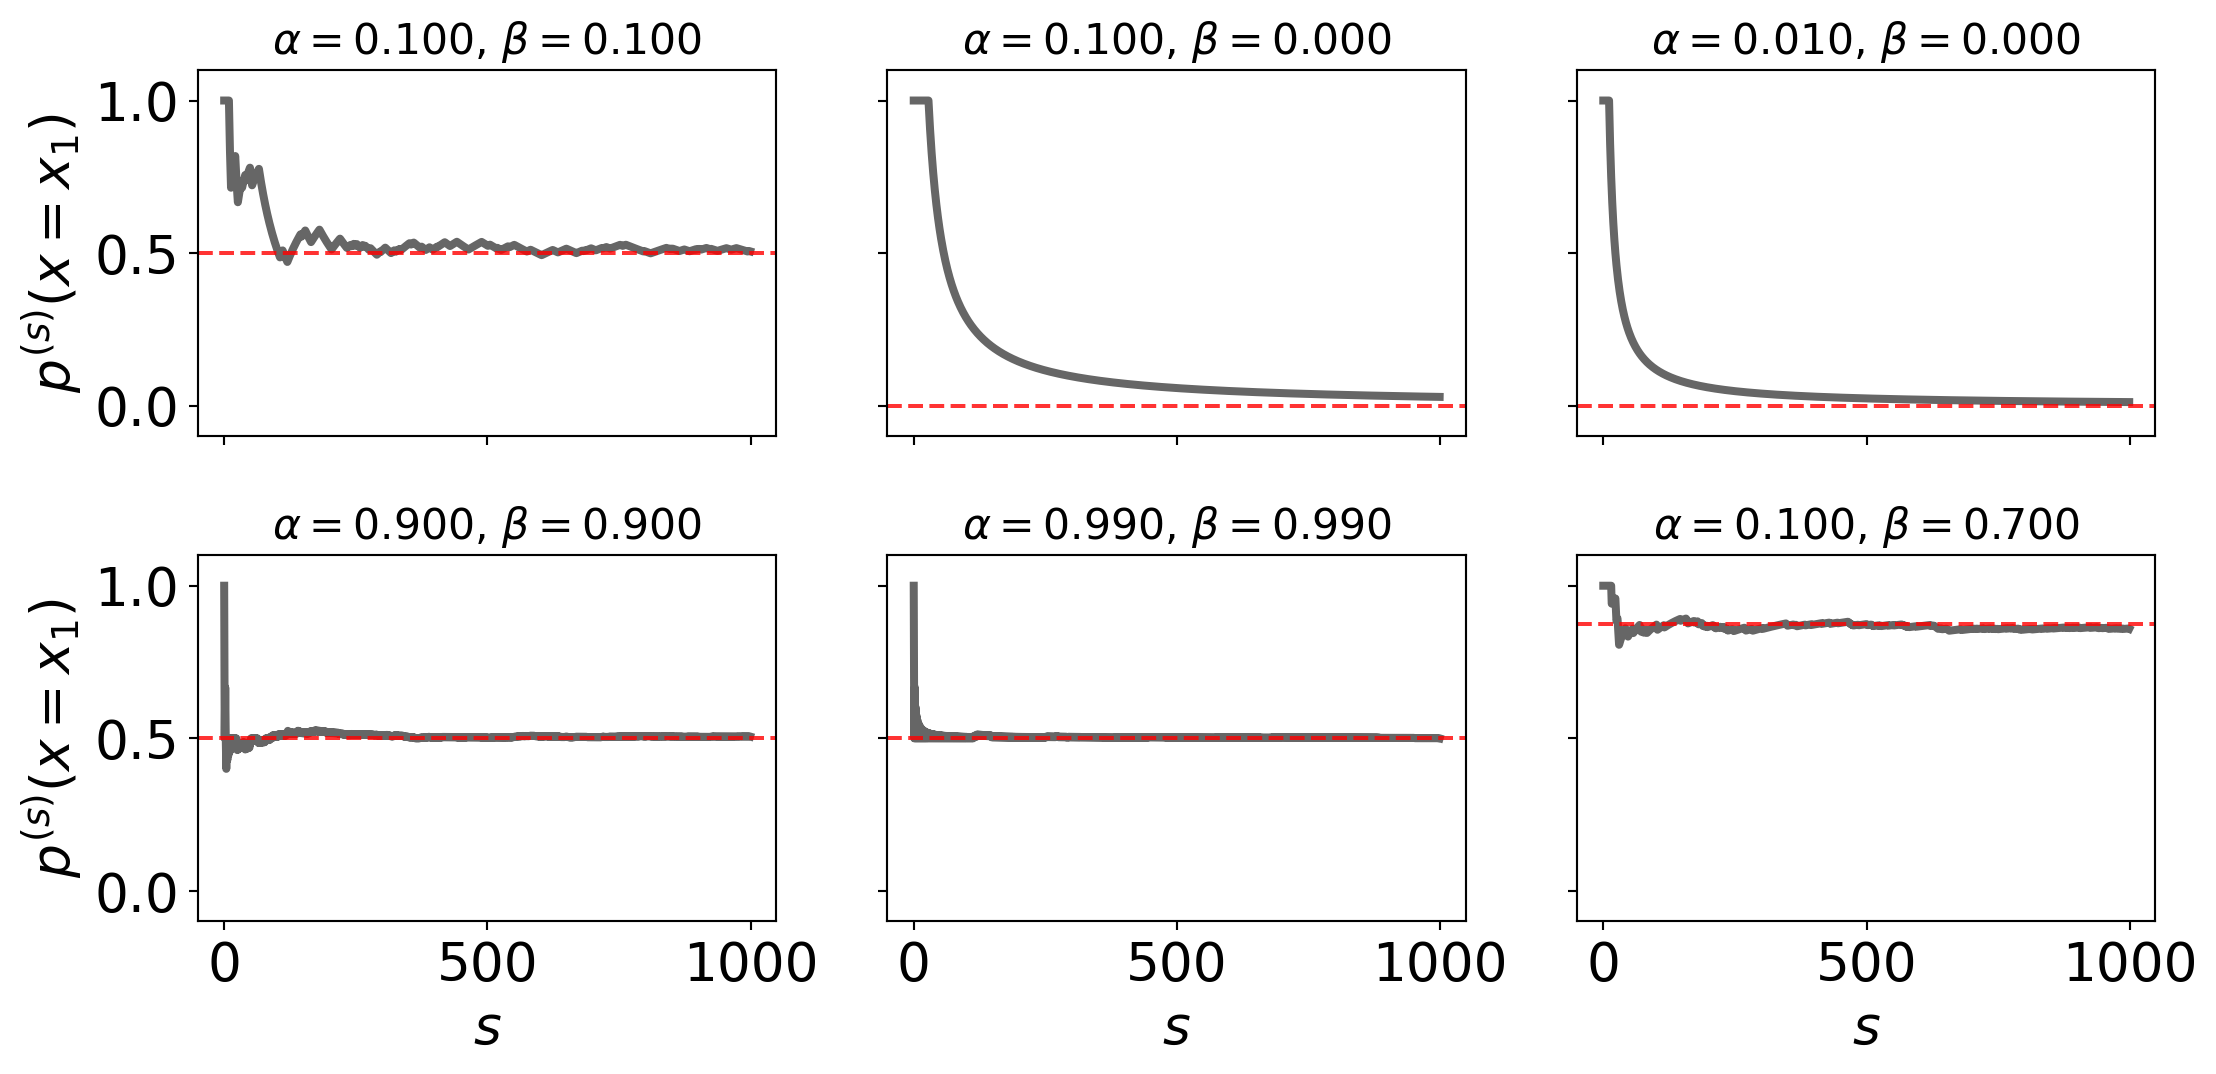 α = 0.100, β = 0.100
α = 0.100, β = 0.000
α = 0.010, β = 0.000
1.0
0.5
0.0
p^(s)(x = x₁)
α = 0.900, β = 0.900
α = 0.990, β = 0.990
α = 0.100, β = 0.700
1.0
0.5
0.0
p^(s)(x = x₁)
0 500 1000
0 500 1000
0 500 1000
s
s
s